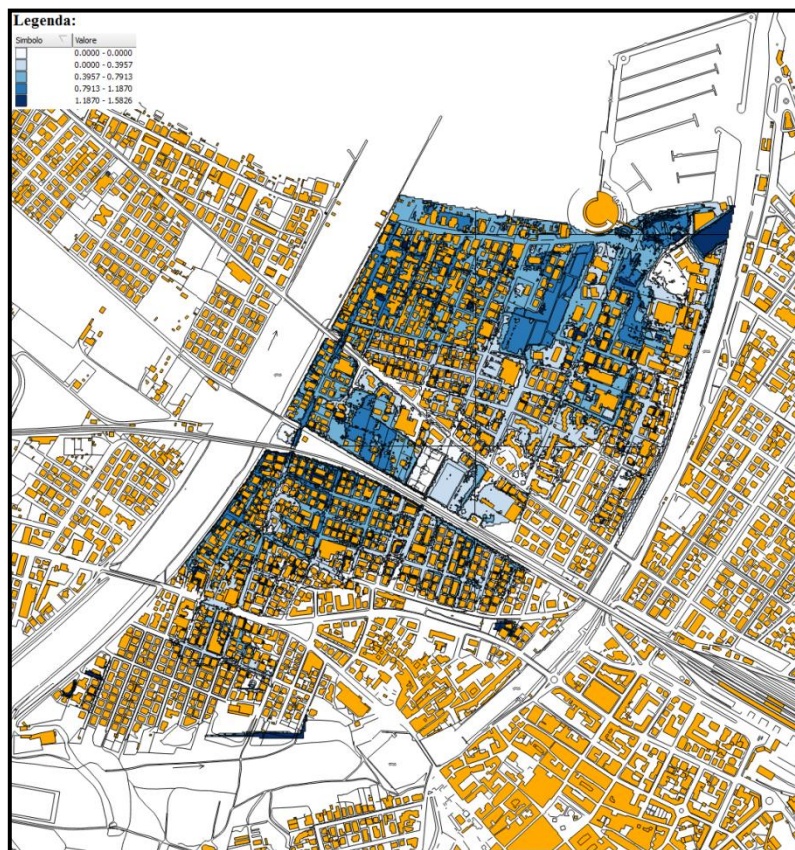 Legenda:
Simbolo Valore
0.0000 - 0.0000
0.0000 - 0.3957
0.3957 - 0.7913
0.7913 - 1.1870
1.1870 - 1.5826